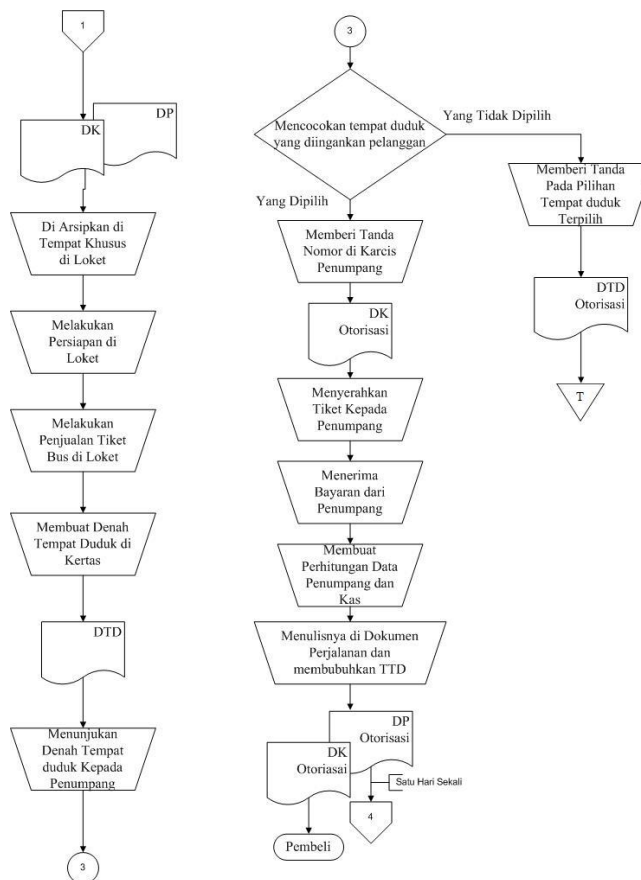 1
DP
DK
Di Arsipkan di
Tempat Khusus
di Loket
Melakukan
Persiapan di
Loket
Melakukan
Penjualan Tiket
Bus di Loket
Membuat Denah
Tempat Duduk di
Kertas
DTD
Menunjukan
Denah Tempat
duduk Kepada
Penumpang
3
3
Mencocokan tempat duduk
yang diingankan pelanggan
Yang Tidak Dipilih
Yang Dipilih
Memberi Tanda
Nomor di Karcis
Penumpang
DK
Otorisasi
Menyerahkan
Tiket Kepada
Penumpang
Menerima
Bayaran dari
Penumpang
Membuat
Perhitungan Data
Penumpang dan
Kas
Menulisnya di Dokumen
Perjalanan dan
membubuhkan TTD
DP
Otorisasi
DK
Otoriasai
Satu Hari Sekali
4
Pembeli
Memberi Tanda
Pada Pilihan
Tempat duduk
Terpilih
DTD
Otorisasi
T